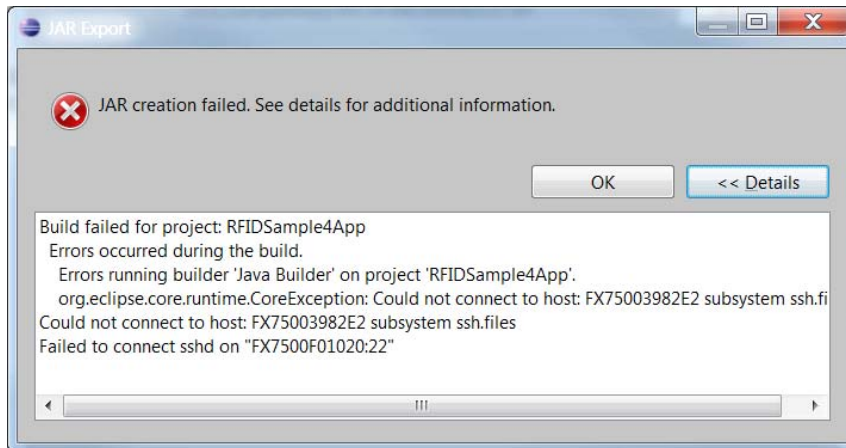 JAR Export
JAR creation failed. See details for additional information.
OK
<< Details
Build failed for project: RFIDSample4App
Errors occurred during the build.
Errors running builder 'Java Builder' on project 'RFIDSample4App'.
org.eclipse.core.runtime.CoreException: Could not connect to host: FX75003982E2 subsystem ssh.fi
Could not connect to host: FX75003982E2 subsystem ssh.files
Failed to connect sshd on "FX7500F01020:22"